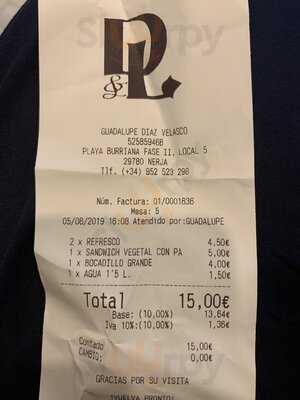 D&L
GUADALUPE DIAZ VELASCO
52585946B
PLAYA BURRIANA FASE II, LOCAL 5
29780 NERJA
Tlf. (+34) 952 523 298
Núm. Factura: 01/0001636
Mesa: 5
05/08/2019 16:08 Atendido por:GUADALUPE
2 x REFRESCO 4,50€
1 x SANDWICH VEGETAL CON PA 5,00€
1 x BOCADILLO GRANDE 4,00€
1 x AGUA 1'5 L. 1,50€
Total 15,00€
Base: (10,00%) 13,64€
Iva 10%:(10,00%) 1,36€
Contado 15,00€
CAMBIO: 0,00€
GRACIAS POR SU VISITA
¡VUELVA PRONTO!